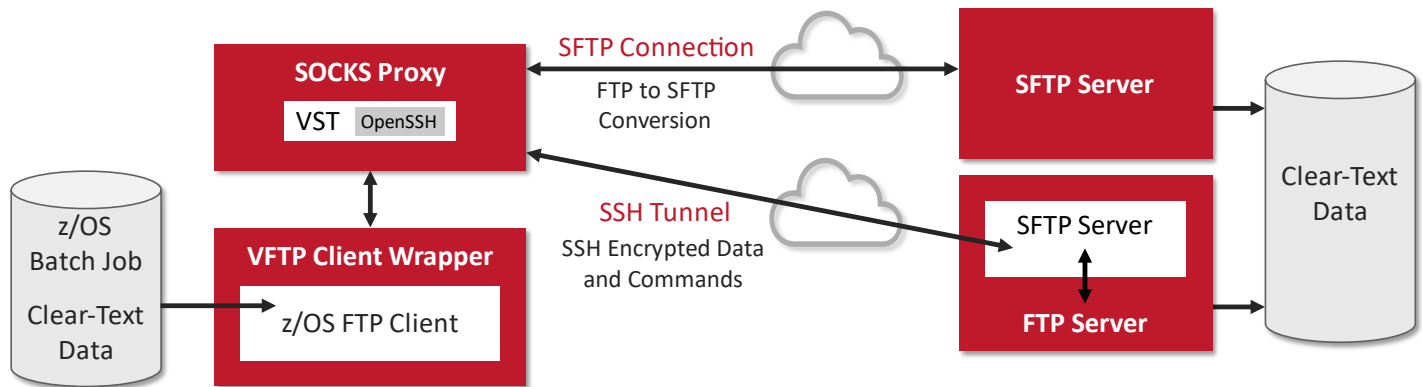 SOCKS Proxy
VST
OpenSSH
SFTP Connection
FTP to SFTP
Conversion
SFTP Server
z/OS
Batch Job
Clear-Text
Data
VFTP Client Wrapper
z/OS FTP Client
SSH Tunnel
SSH Encrypted Data
and Commands
SFTP Server
FTP Server
Clear-Text
Data